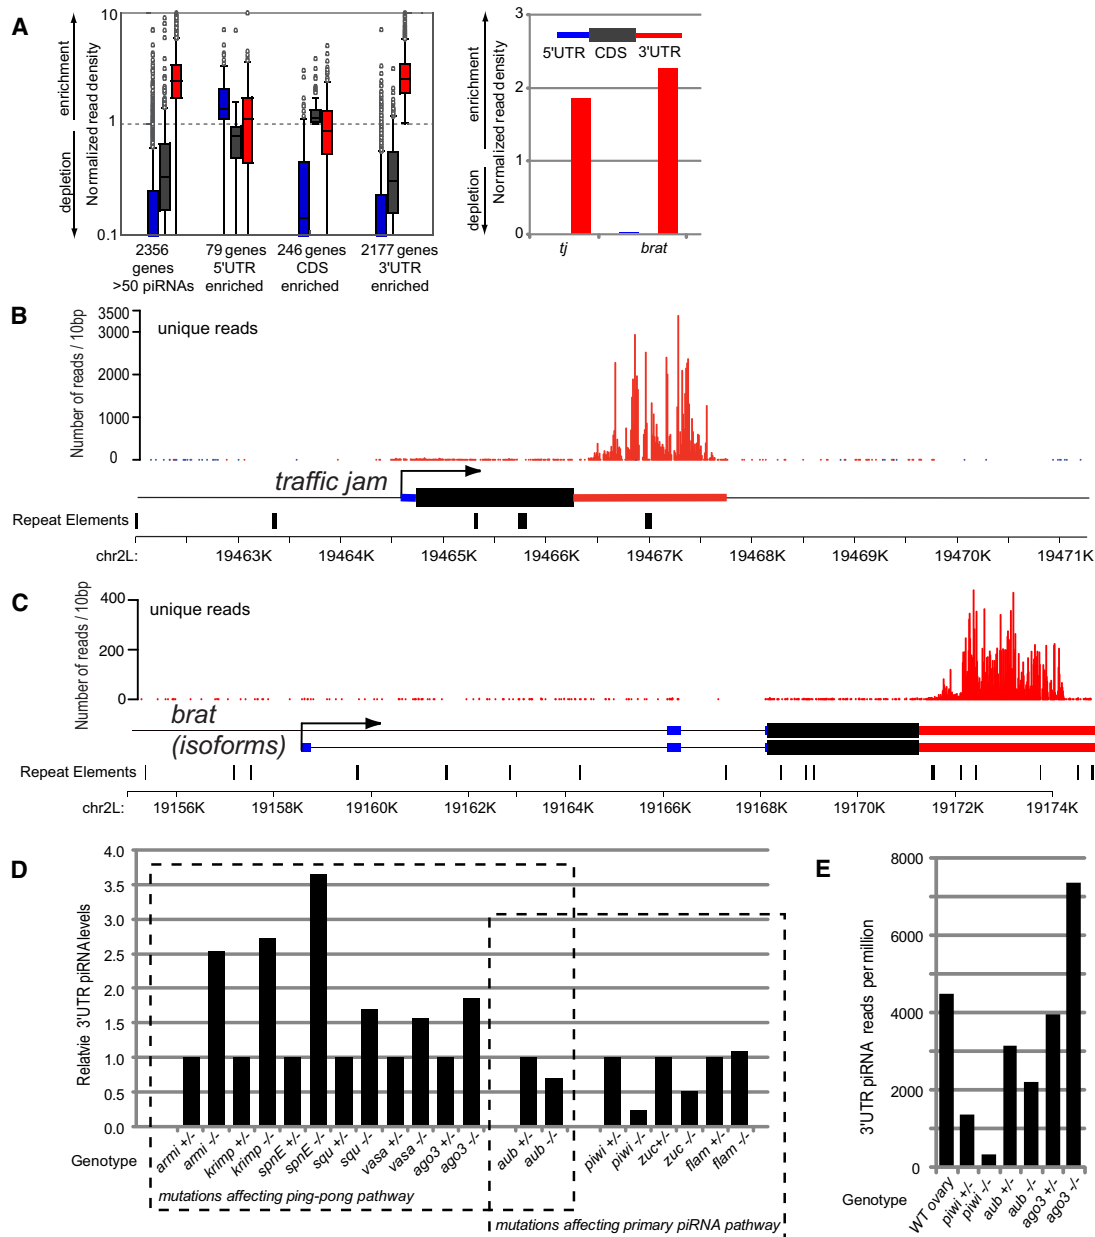 A
enrichment
depletion
Normalized read density
10
1
0.1
2356
genes
>50 piRNAs
79 genes
5'UTR
enriched
246 genes
CDS
enriched
2177 genes
3'UTR
enriched
enrichment
depletion
Normalized read density
3
2
1
0
5'UTR CDS 3'UTR
tj
brat
B
Number of reads / 10bp
3500
3000
2000
1000
0
unique reads
traffic jam
Repeat Elements
chr2L: 19463K 19464K 19465K 19466K 19467K 19468K 19469K 19470K 19471K
C
Number of reads / 10bp
400
200
0
unique reads
brat
(isoforms)
Repeat Elements
chr2L: 19156K 19158K 19160K 19162K 19164K 19166K 19168K 19170K 19172K 19174K
D
Relatvie 3'UTR piRNA levels
4.0
3.5
3.0
2.5
2.0
1.5
1.0
0.5
0.0
Genotype
armi +/-
armi -/-
krimp +/-
krimp -/-
spnE +/-
spnE -/-
squ +/-
squ -/-
vasa +/-
vasa -/-
ago3 +/-
ago3 -/-
aub +/-
aub -/-
piwi +/-
piwi -/-
zuc+/-
zuc -/-
flam +/-
flam -/-
mutations affecting ping-pong pathway
mutations affecting primary piRNA pathway
E
3'UTR piRNA reads per million
8000
6000
4000
2000
0
Genotype
WT ovary
piwi +/-
piwi -/-
aub +/-
aub -/-
ago3 +/-
ago3 -/-